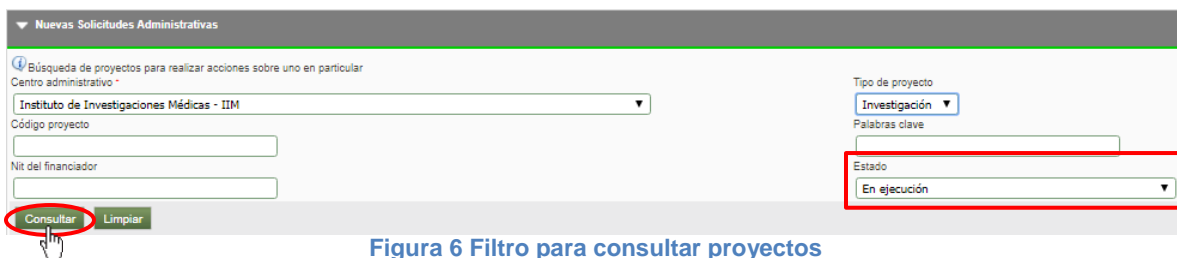 Nuevas Solicitudes Administrativas
Búsqueda de proyectos para realizar acciones sobre uno en particular
Centro administrativo *
Tipo de proyecto
Instituto de Investigaciones Médicas - IIM
Investigación
Código proyecto
Palabras clave
Nit del financiador
Estado
En ejecución
Consultar
Limpiar
Figura 6 Filtro para consultar proyectos